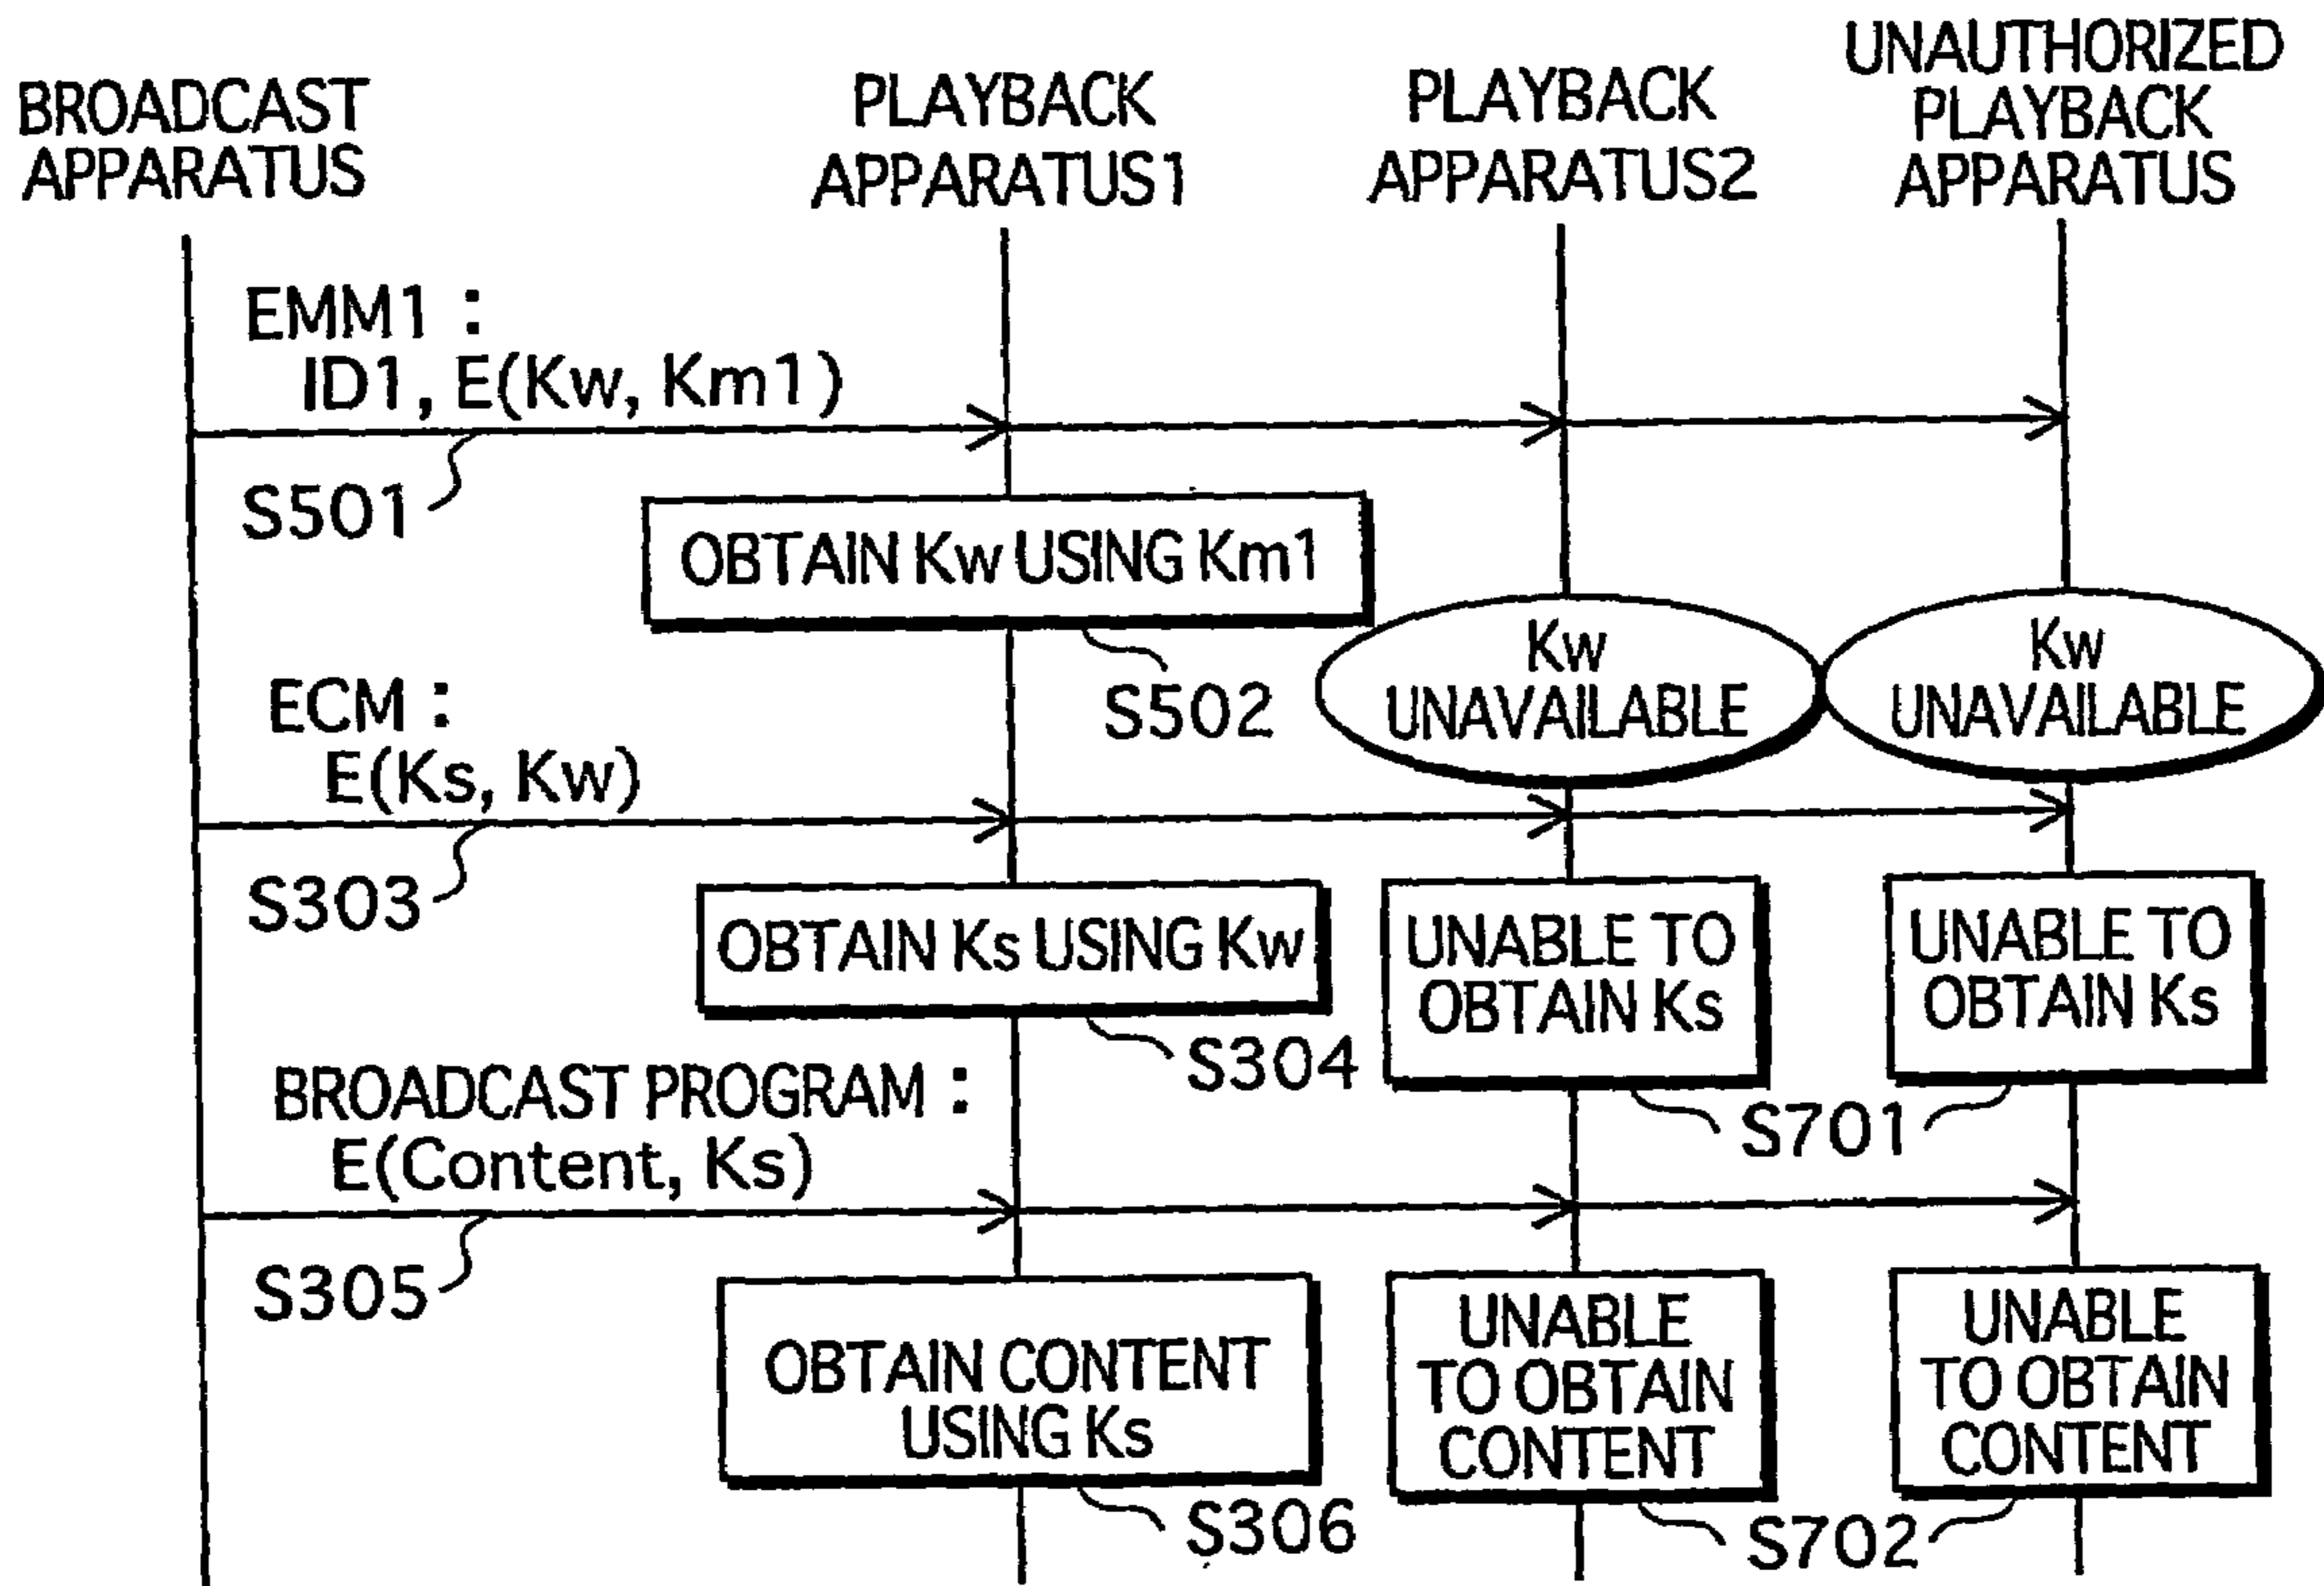 BROADCAST
APPARATUS
PLAYBACK
APPARATUS1
PLAYBACK
APPARATUS2
UNAUTHORIZED
PLAYBACK
APPARATUS
EMM1 :
ID1, E(Kw, Km1)
S501
OBTAIN Kw USING Km1
S502
Kw
UNAVAILABLE
Kw
UNAVAILABLE
ECM :
E(Ks, Kw)
S303
OBTAIN Ks USING Kw
S304
UNABLE TO
OBTAIN Ks
UNABLE TO
OBTAIN Ks
S701
BROADCAST PROGRAM :
E(Content, Ks)
S305
OBTAIN CONTENT
USING Ks
S306
UNABLE
TO OBTAIN
CONTENT
UNABLE
TO OBTAIN
CONTENT
S702